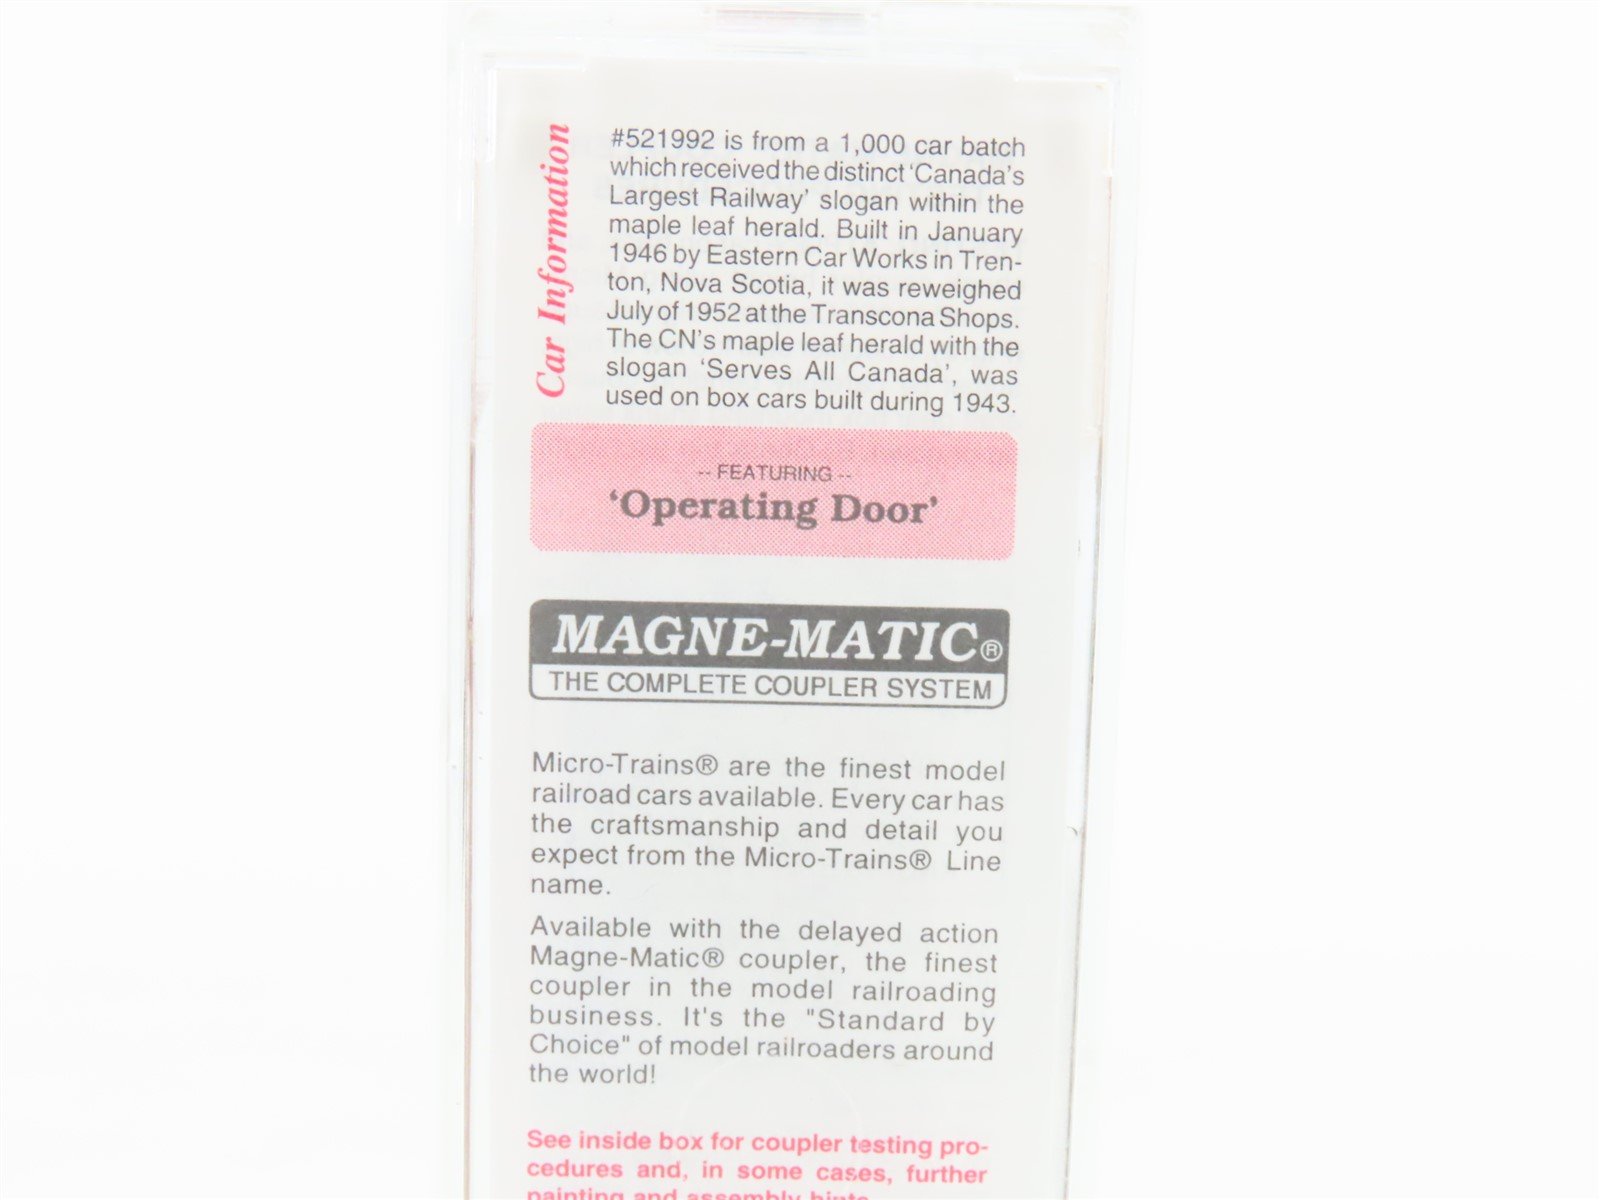 Car Information
#521992 is from a 1,000 car batch
which received the distinct 'Canada's
Largest Railway' slogan within the
maple leaf herald. Built in January
1946 by Eastern Car Works in Tren-
ton, Nova Scotia, it was reweighed
July of 1952 at the Transcona Shops.
The CN's maple leaf herald with the
slogan 'Serves All Canada', was
used on box cars built during 1943.
-- FEATURING --
'Operating Door'
MAGNE-MATIC®
THE COMPLETE COUPLER SYSTEM
Micro-Trains® are the finest model
railroad cars available. Every car has
the craftsmanship and detail you
expect from the Micro-Trains® Line
name.
Available with the delayed action
Magne-Matic® coupler, the finest
coupler in the model railroading
business. It's the "Standard by
Choice" of model railroaders around
the world!
See inside box for coupler testing pro-
cedures and, in some cases, further
painting and assembly hints.